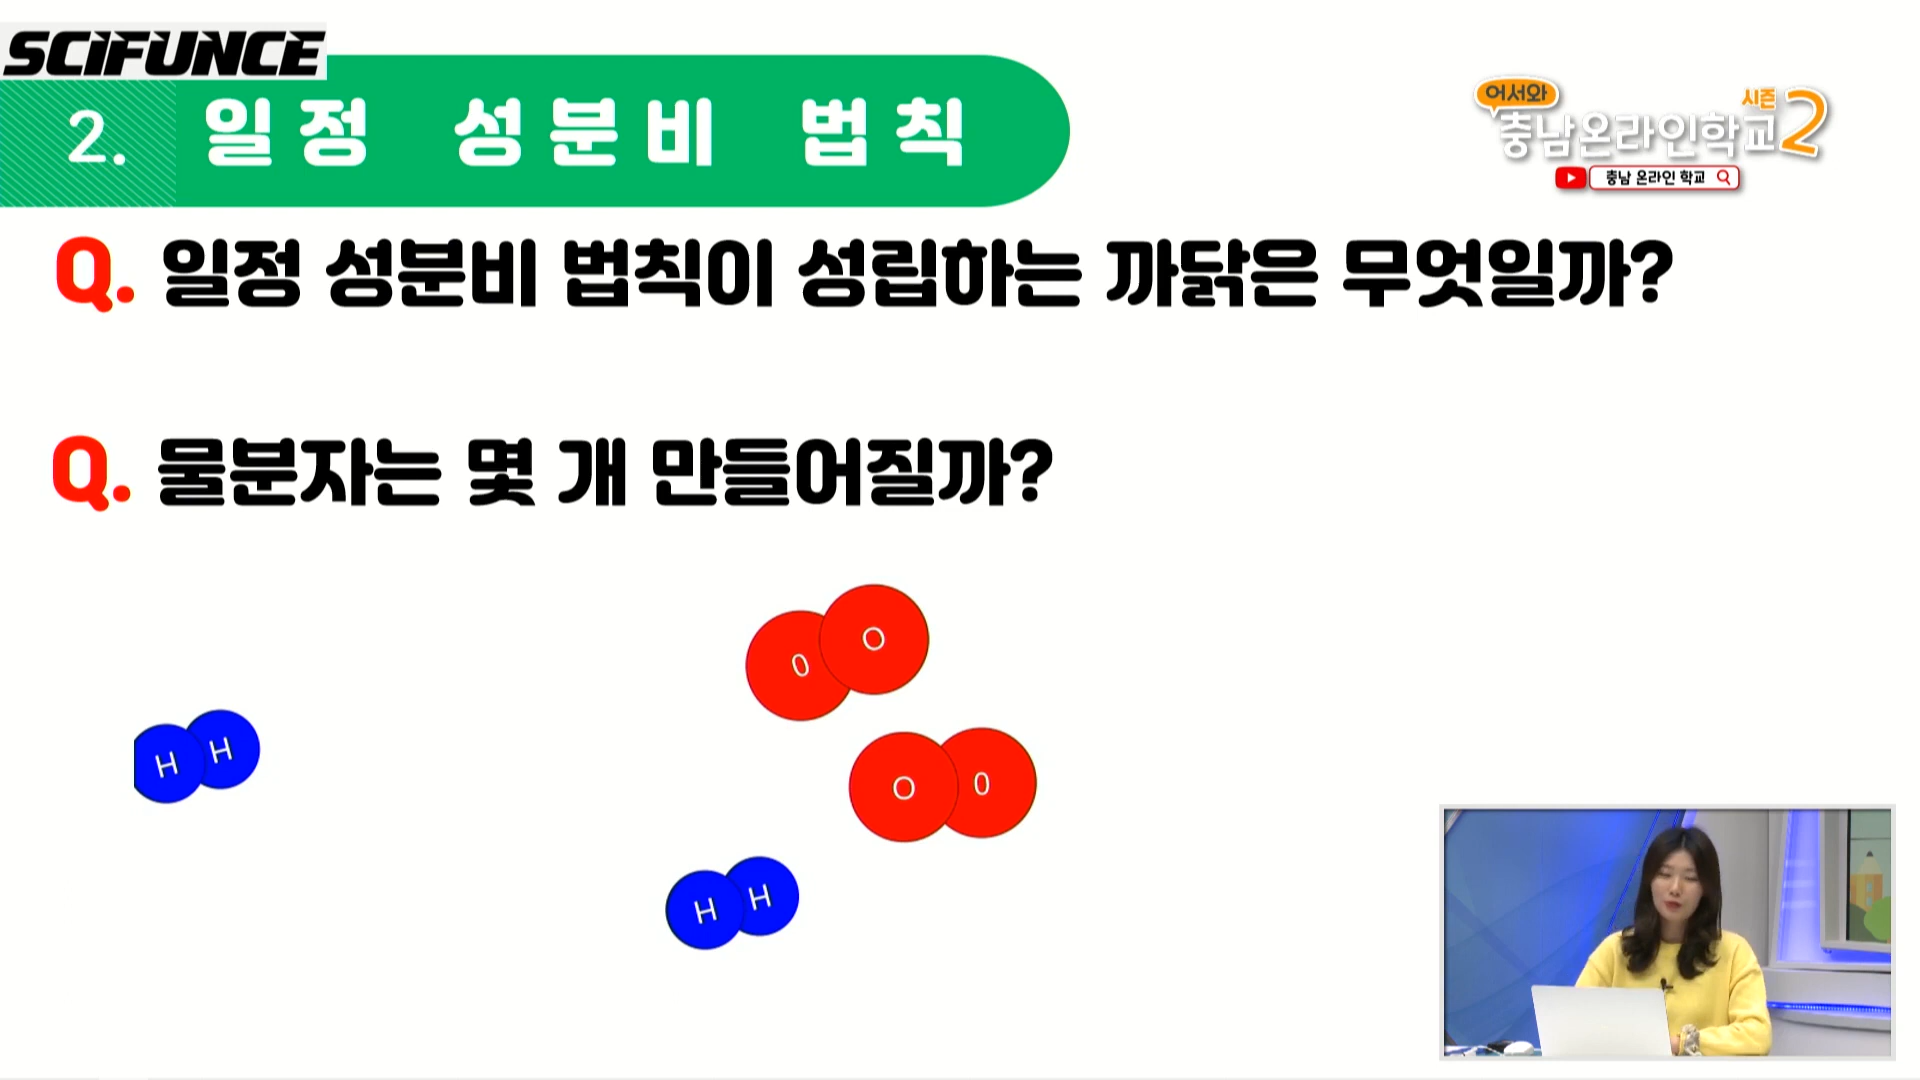 SCIFUNCE
2. 일정 성분비 법칙
어서와
시즌
충남온라인학교2
충남 온라인 학교
Q. 일정 성분비 법칙이 성립하는 까닭은 무엇일까?
Q. 물분자는 몇 개 만들어질까?
0 O
H H
O 0
H H